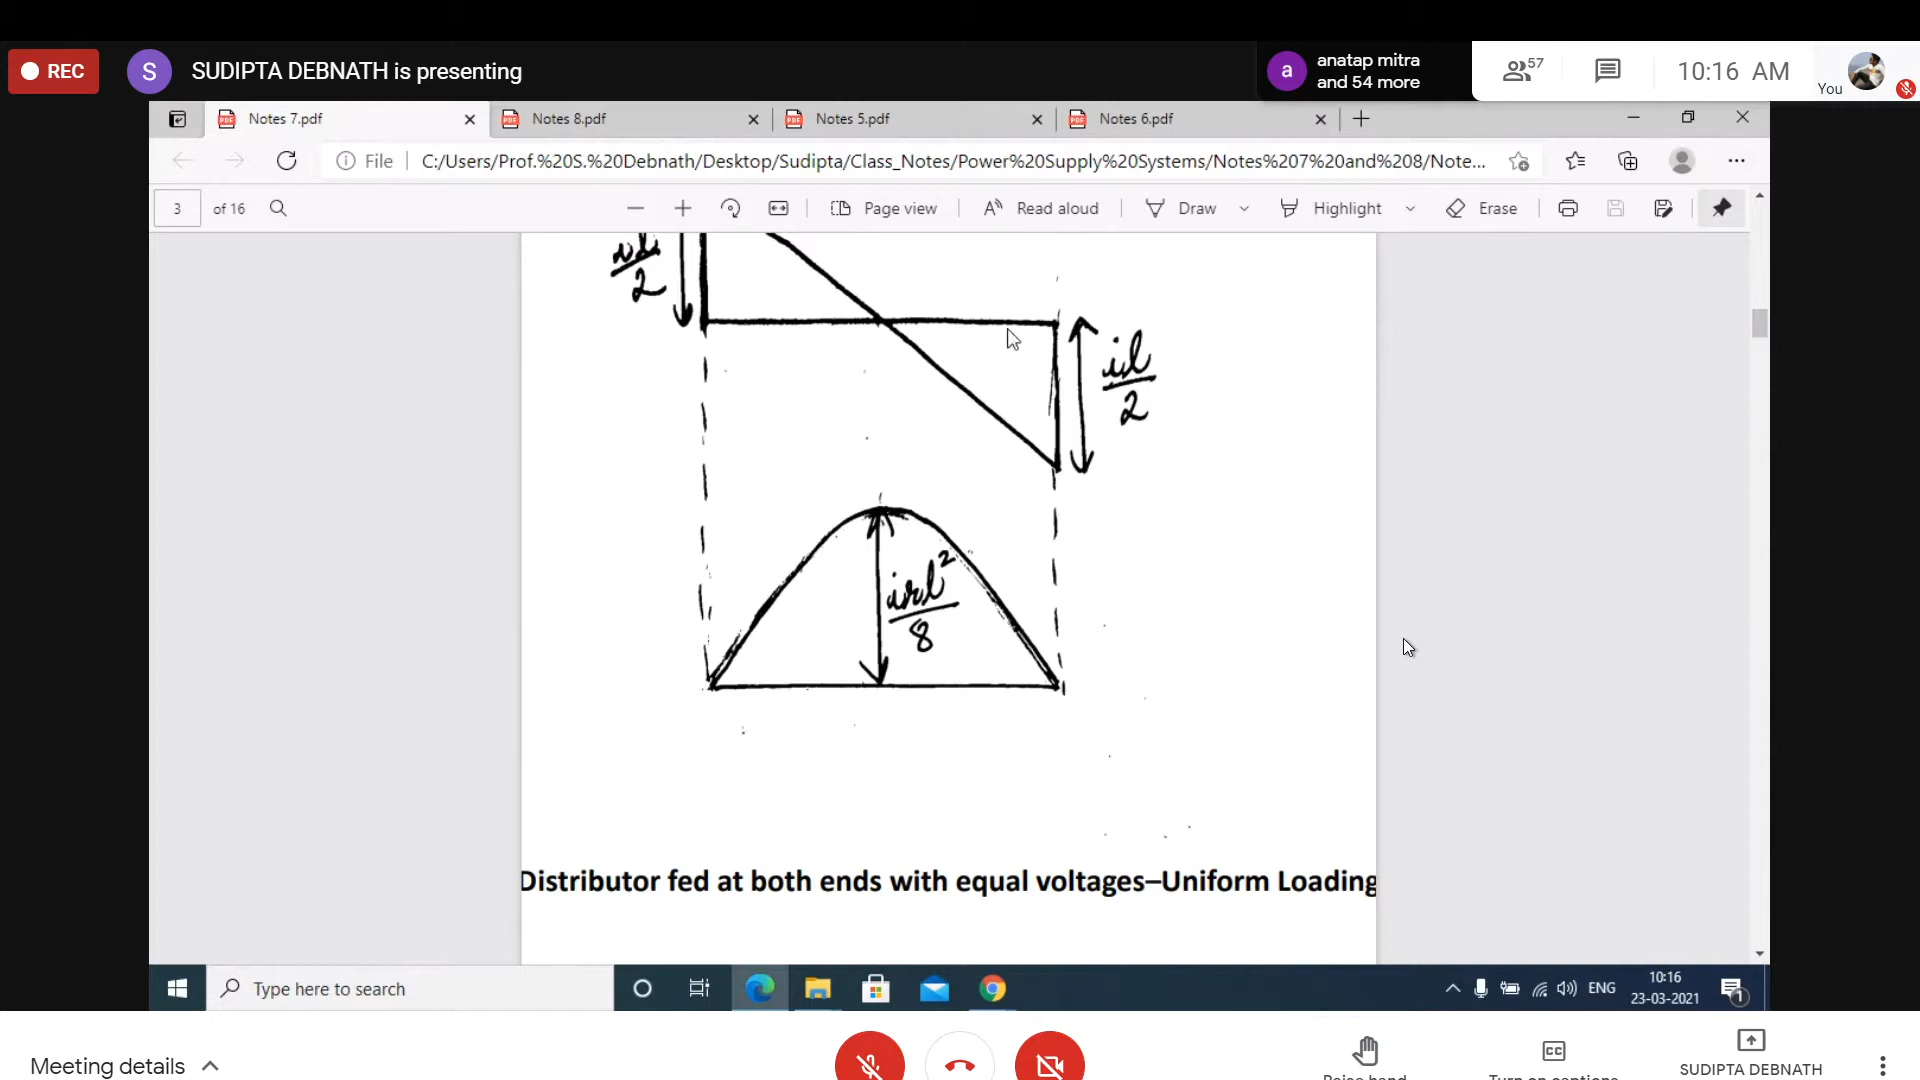 REC
S
SUDIPTA DEBNATH is presenting
a
anatap mitra
and 54 more
57
10:16 AM
You
Notes 7.pdf
Notes 8.pdf
Notes 5.pdf
Notes 6.pdf
File
C:/Users/Prof.%20S.%20Debnath/Desktop/Sudipta/Class_Notes/Power%20Supply%20Systems/Notes%207%20and%208/Note...
3
of 16
Page view
Read aloud
Draw
Highlight
Erase
2
il
2
irl²
8
Distributor fed at both ends with equal voltages–Uniform Loading
Type here to search
ENG
10:16
23-03-2021
1
Meeting details
SUDIPTA DEBNATH